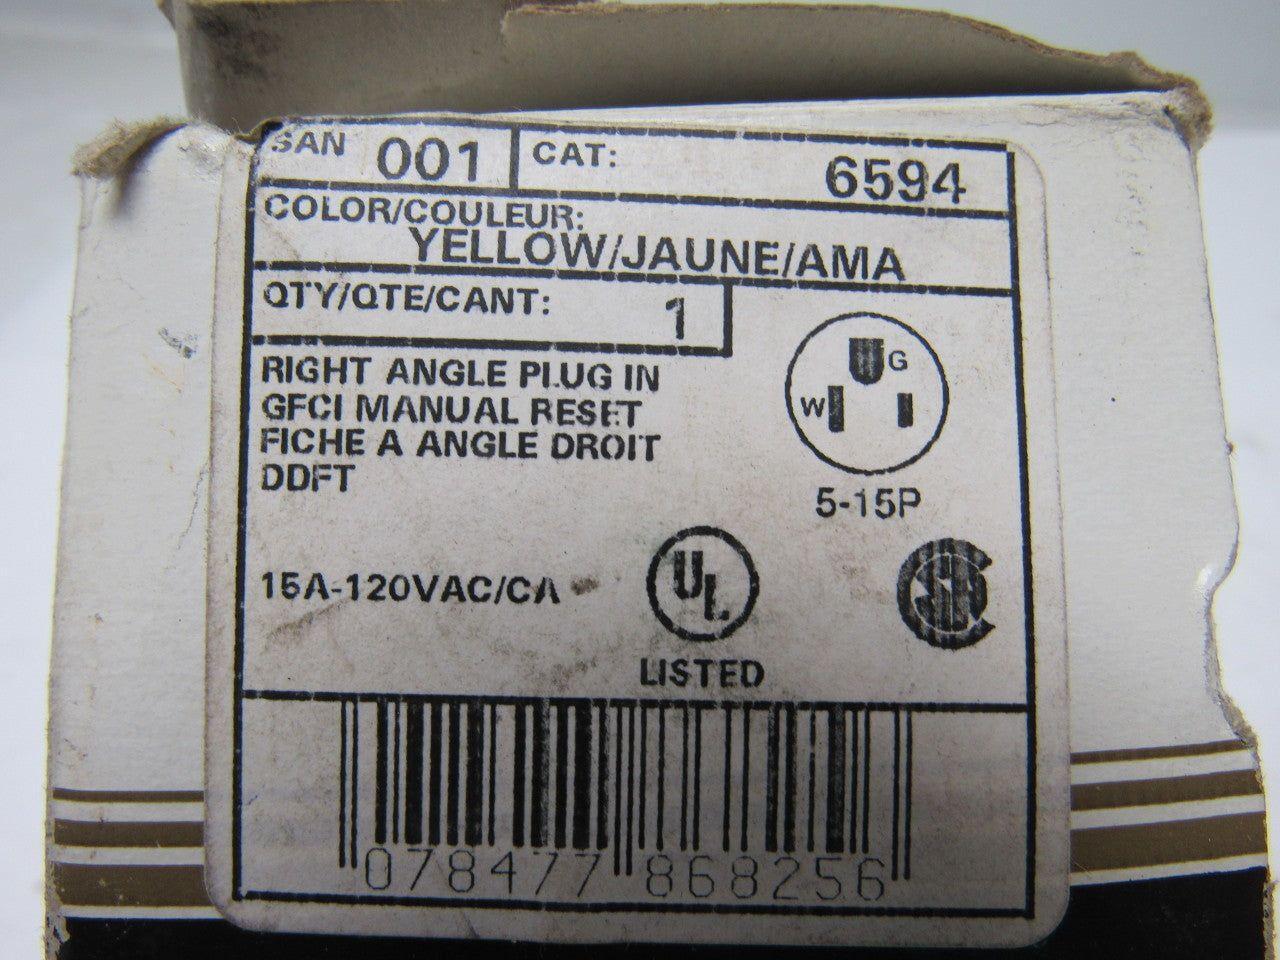 SAN 001 CAT: 6594
COLOR/COULEUR:
YELLOW/JAUNE/AMA
QTY/QTE/CANT: 1
RIGHT ANGLE PLUG IN
GFCI MANUAL RESET
FICHE A ANGLE DROIT
DDFT
G
W
5-15P
15A-120VAC/CA
UL
LISTED
SA
078477 868256